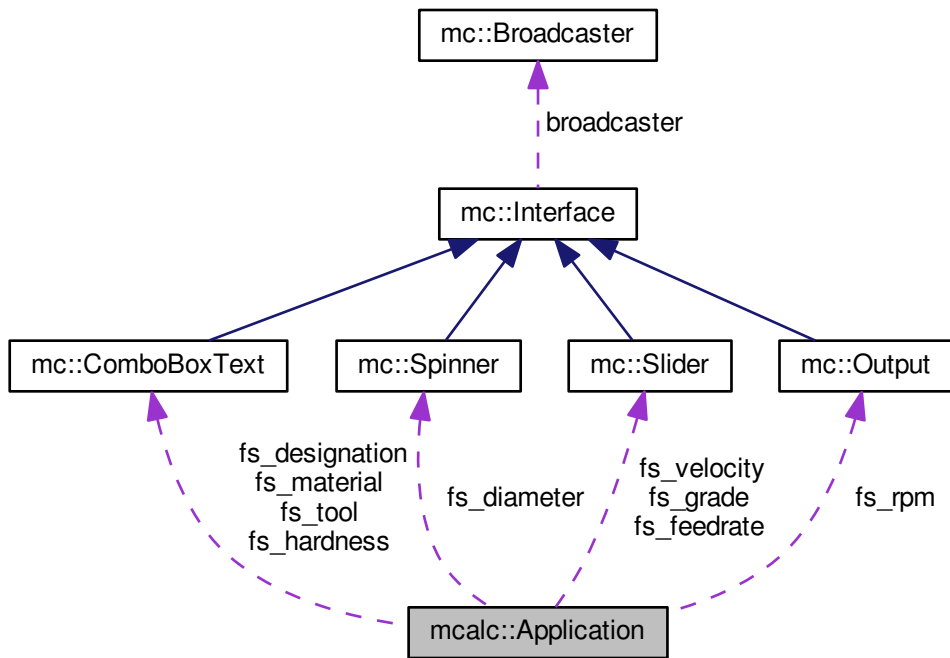 mc::Broadcaster
broadcaster
mc::Interface
mc::ComboBoxText
mc::Spinner
mc::Slider
mc::Output
fs_designation
fs_material
fs_tool
fs_hardness
fs_diameter
fs_velocity
fs_grade
fs_feedrate
fs_rpm
mcalc::Application